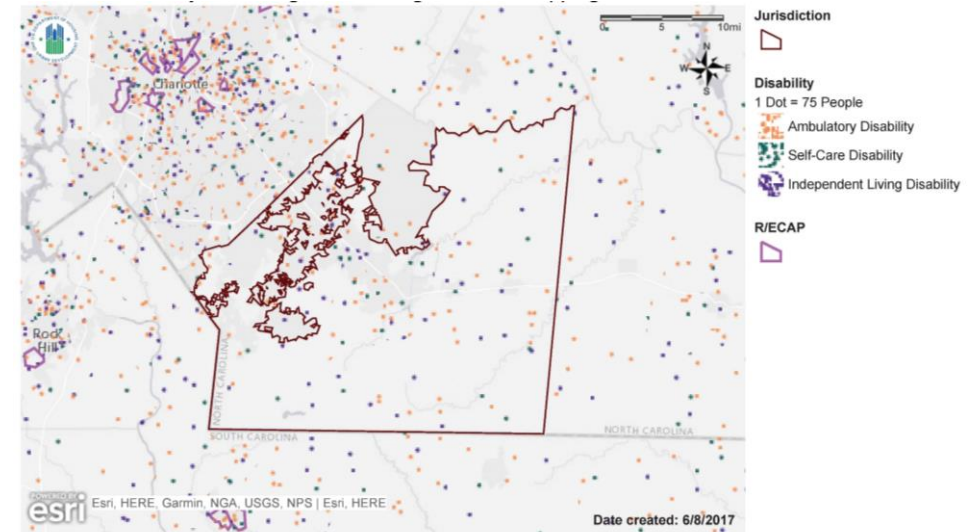 0 5 10mi
N
W E
S
Charlotte
Rock
Hill
NORTH CAROLINA
SOUTH CAROLINA
NORTH CAROLINA
POWERED BY
esri
Esri, HERE, Garmin, NGA, USGS, NPS | Esri, HERE
Date created: 6/8/2017
Jurisdiction
Disability
1 Dot = 75 People
Ambulatory Disability
Self-Care Disability
Independent Living Disability
R/ECAP